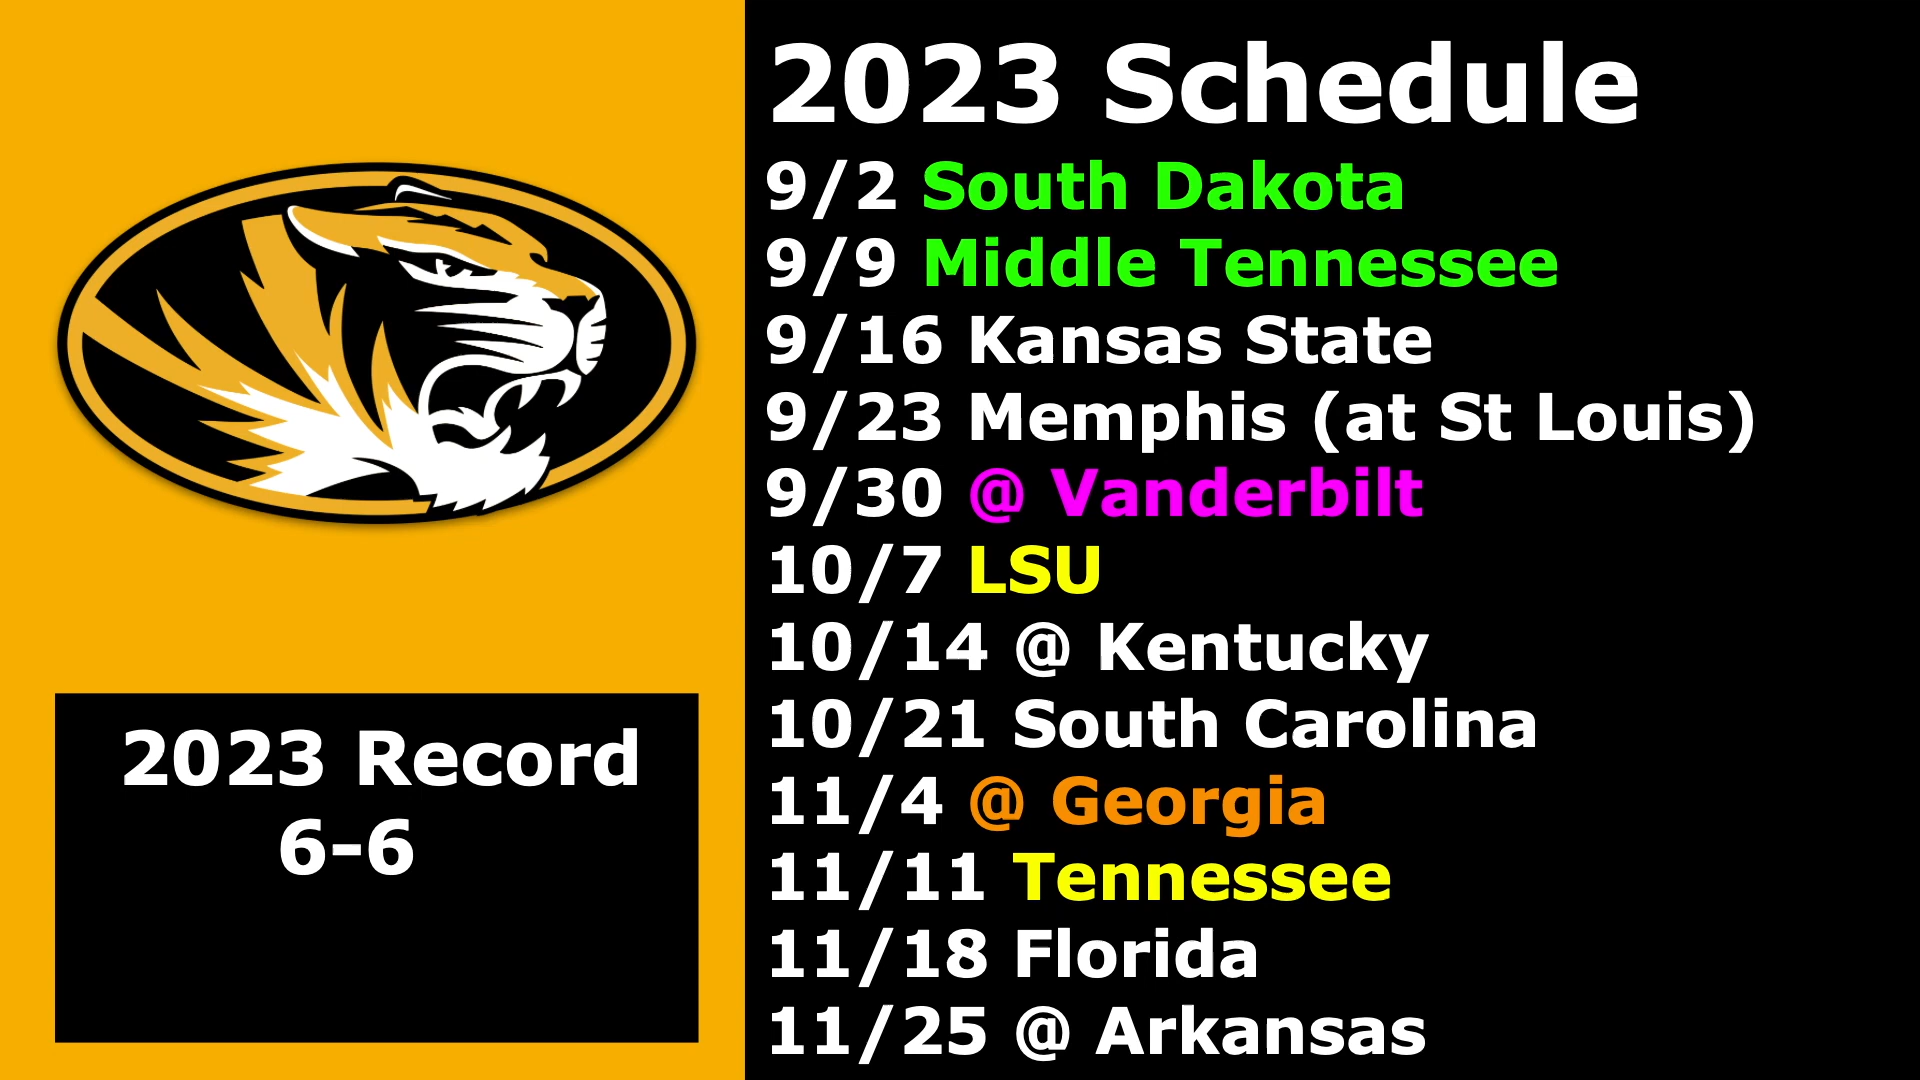 2023 Schedule
9/2 South Dakota
9/9 Middle Tennessee
9/16 Kansas State
9/23 Memphis (at St Louis)
9/30 @ Vanderbilt
10/7 LSU
10/14 @ Kentucky
10/21 South Carolina
11/4 @ Georgia
11/11 Tennessee
11/18 Florida
11/25 @ Arkansas
2023 Record
6-6